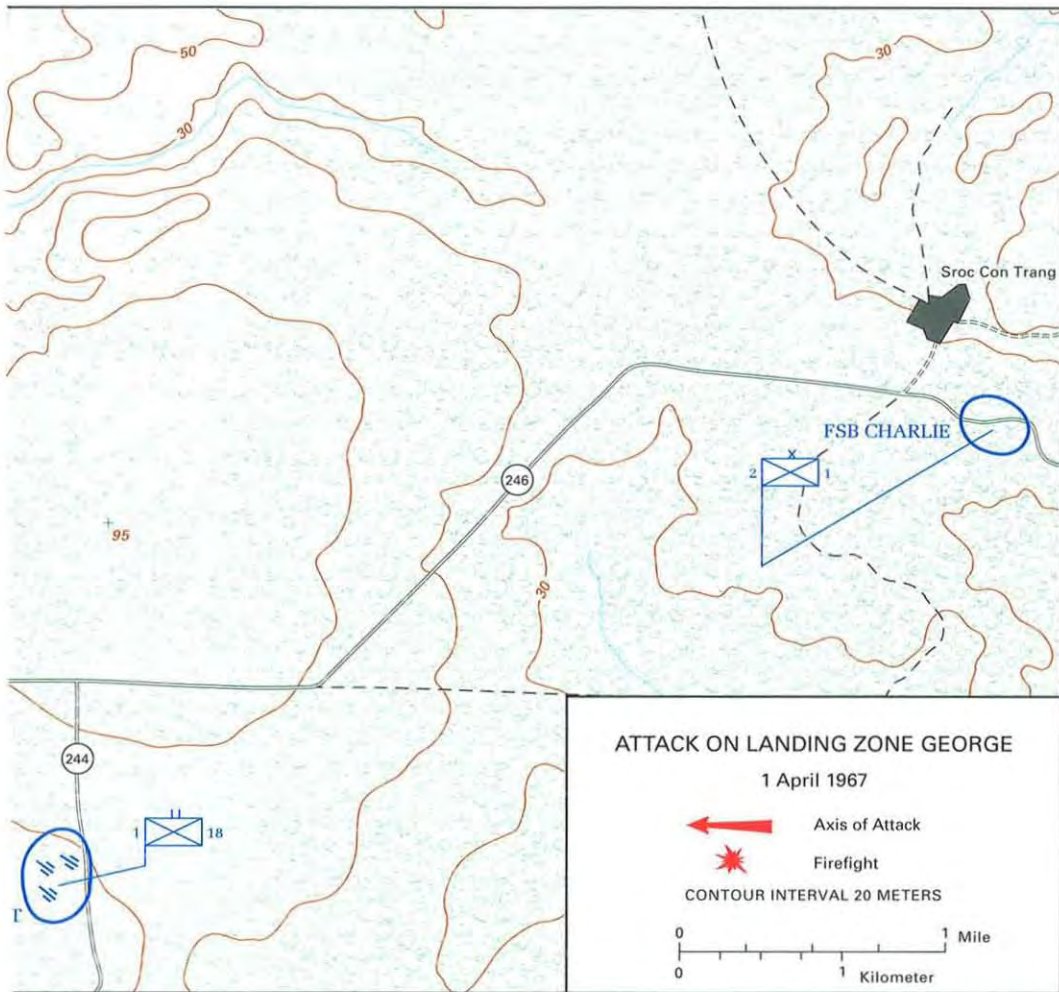 50
30
30
Sroc Con Trang
FSB CHARLIE
x
2 1
246
95
30
244
1 18
T
ATTACK ON LANDING ZONE GEORGE
1 April 1967
Axis of Attack
Firefight
CONTOUR INTERVAL 20 METERS
0 1 Mile
0 1 Kilometer